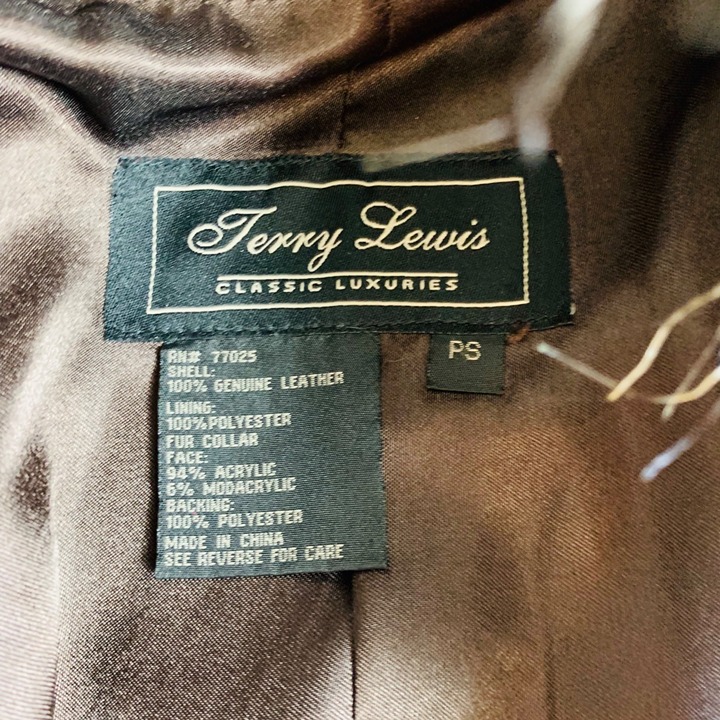 Terry Lewis
CLASSIC LUXURIES
PS
RN# 77025
SHELL:
100% GENUINE LEATHER
LINING:
100%POLYESTER
FUR COLLAR
FACE:
94% ACRYLIC
6% MODACRYLIC
BACKING:
100% POLYESTER
MADE IN CHINA
SEE REVERSE FOR CARE